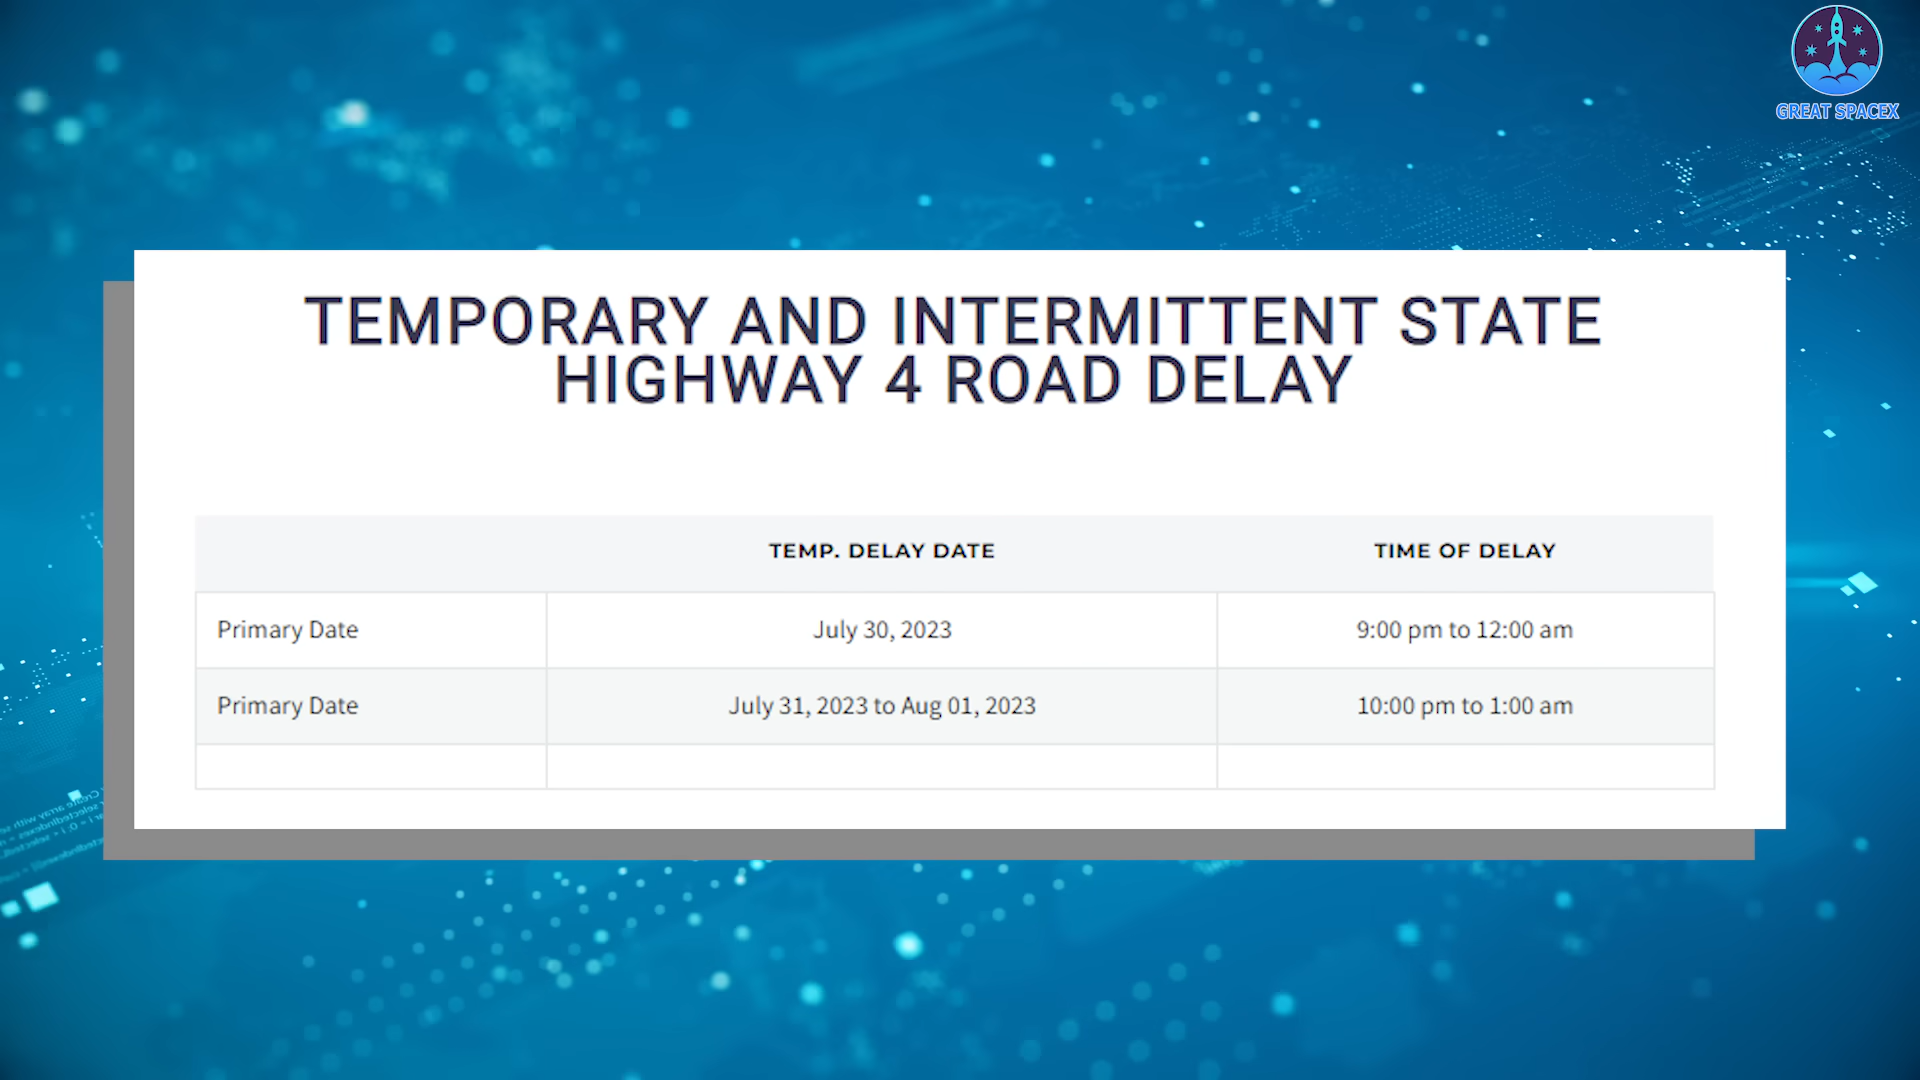 GREAT SPACEX
TEMPORARY AND INTERMITTENT STATE
HIGHWAY 4 ROAD DELAY
TEMP. DELAY DATE TIME OF DELAY
Primary Date July 30, 2023 9:00 pm to 12:00 am
Primary Date July 31, 2023 to Aug 01, 2023 10:00 pm to 1:00 am